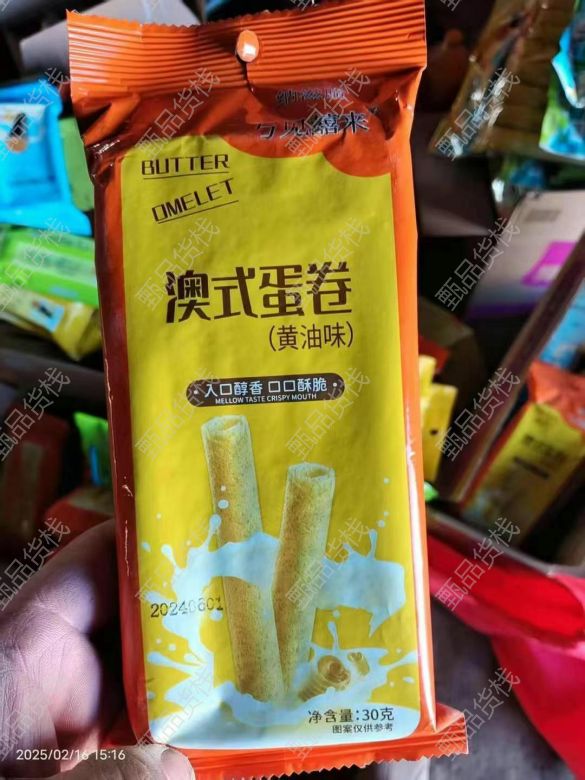 BUTTER
OMELET
澳式蛋卷
(黄油味)
入口醇香 口口酥脆
MELLOW TASTE CRISPY MOUTH
20240601
净含量:30克
图案仅供参考
2025/02/16 15:16
甄品货栈